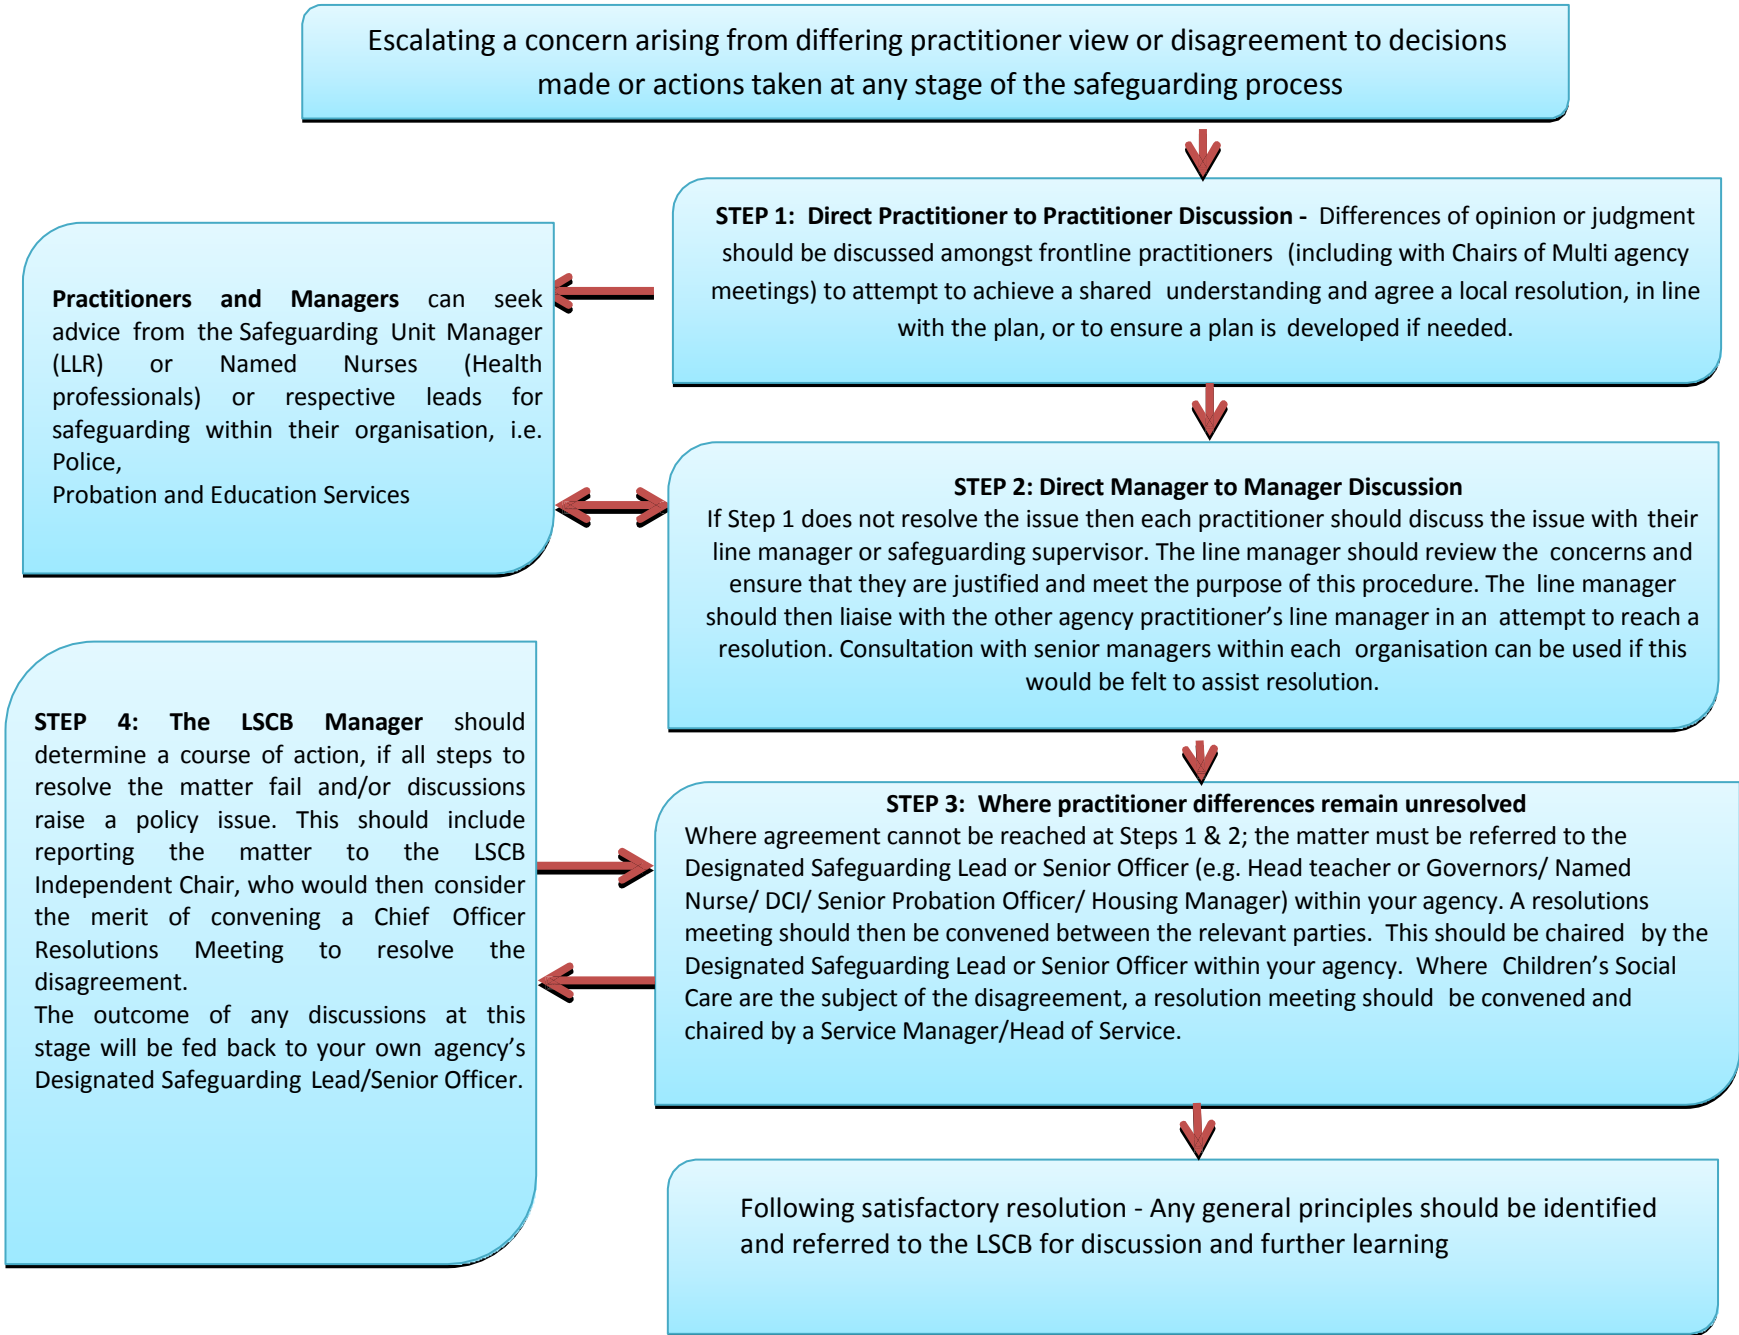 Escalating a concern arising from differing practitioner view or disagreement to decisions
made or actions taken at any stage of the safeguarding process
STEP 1: Direct Practitioner to Practitioner Discussion - Differences of opinion or judgment
should be discussed amongst frontline practitioners (including with Chairs of Multi agency
meetings) to attempt to achieve a shared understanding and agree a local resolution, in line
with the plan, or to ensure a plan is developed if needed.
Practitioners and Managers can seek
advice from the Safeguarding Unit Manager
(LLR) or Named Nurses (Health
professionals) or respective leads for
safeguarding within their organisation, i.e.
Police,
Probation and Education Services
STEP 2: Direct Manager to Manager Discussion
If Step 1 does not resolve the issue then each practitioner should discuss the issue with their
line manager or safeguarding supervisor. The line manager should review the concerns and
ensure that they are justified and meet the purpose of this procedure. The line manager
should then liaise with the other agency practitioner’s line manager in an attempt to reach a
resolution. Consultation with senior managers within each organisation can be used if this
would be felt to assist resolution.
STEP 3: Where practitioner differences remain unresolved
Where agreement cannot be reached at Steps 1 & 2; the matter must be referred to the
Designated Safeguarding Lead or Senior Officer (e.g. Head teacher or Governors/ Named
Nurse/ DCI/ Senior Probation Officer/ Housing Manager) within your agency. A resolutions
meeting should then be convened between the relevant parties. This should be chaired by the
Designated Safeguarding Lead or Senior Officer within your agency. Where Children’s Social
Care are the subject of the disagreement, a resolution meeting should be convened and
chaired by a Service Manager/Head of Service.
STEP 4: The LSCB Manager should
determine a course of action, if all steps to
resolve the matter fail and/or discussions
raise a policy issue. This should include
reporting the matter to the LSCB
Independent Chair, who would then consider
the merit of convening a Chief Officer
Resolutions Meeting to resolve the
disagreement.
The outcome of any discussions at this
stage will be fed back to your own agency’s
Designated Safeguarding Lead/Senior Officer.
Following satisfactory resolution - Any general principles should be identified
and referred to the LSCB for discussion and further learning